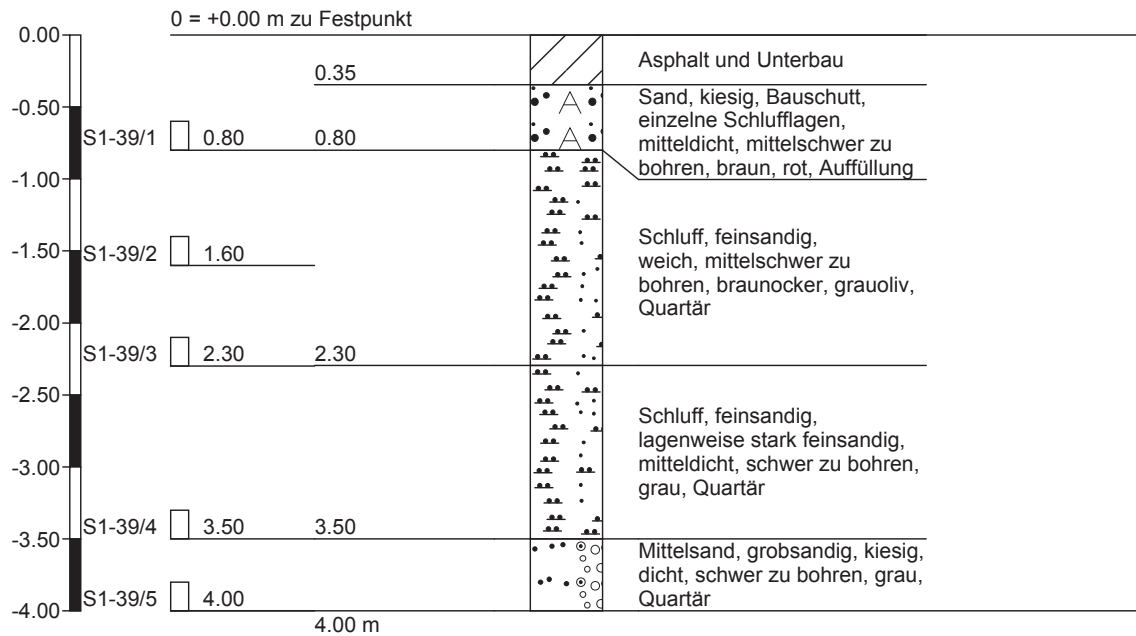 0 = +0.00 m zu Festpunkt
0.00
Asphalt und Unterbau
0.35
-0.50
Sand, kiesig, Bauschutt,
einzelne Schlufflagen,
mitteldicht, mittelschwer zu
bohren, braun, rot, Auffüllung
S1-39/1 0.80 0.80
-1.00
Schluff, feinsandig,
weich, mittelschwer zu
bohren, braunocker, grauoliv,
Quartär
-1.50
S1-39/2 1.60
-2.00
S1-39/3 2.30 2.30
-2.50
Schluff, feinsandig,
lagenweise stark feinsandig,
mitteldicht, schwer zu bohren,
grau, Quartär
-3.00
S1-39/4 3.50 3.50
-3.50
Mittelsand, grobsandig, kiesig,
dicht, schwer zu bohren, grau,
Quartär
S1-39/5 4.00
-4.00
4.00 m